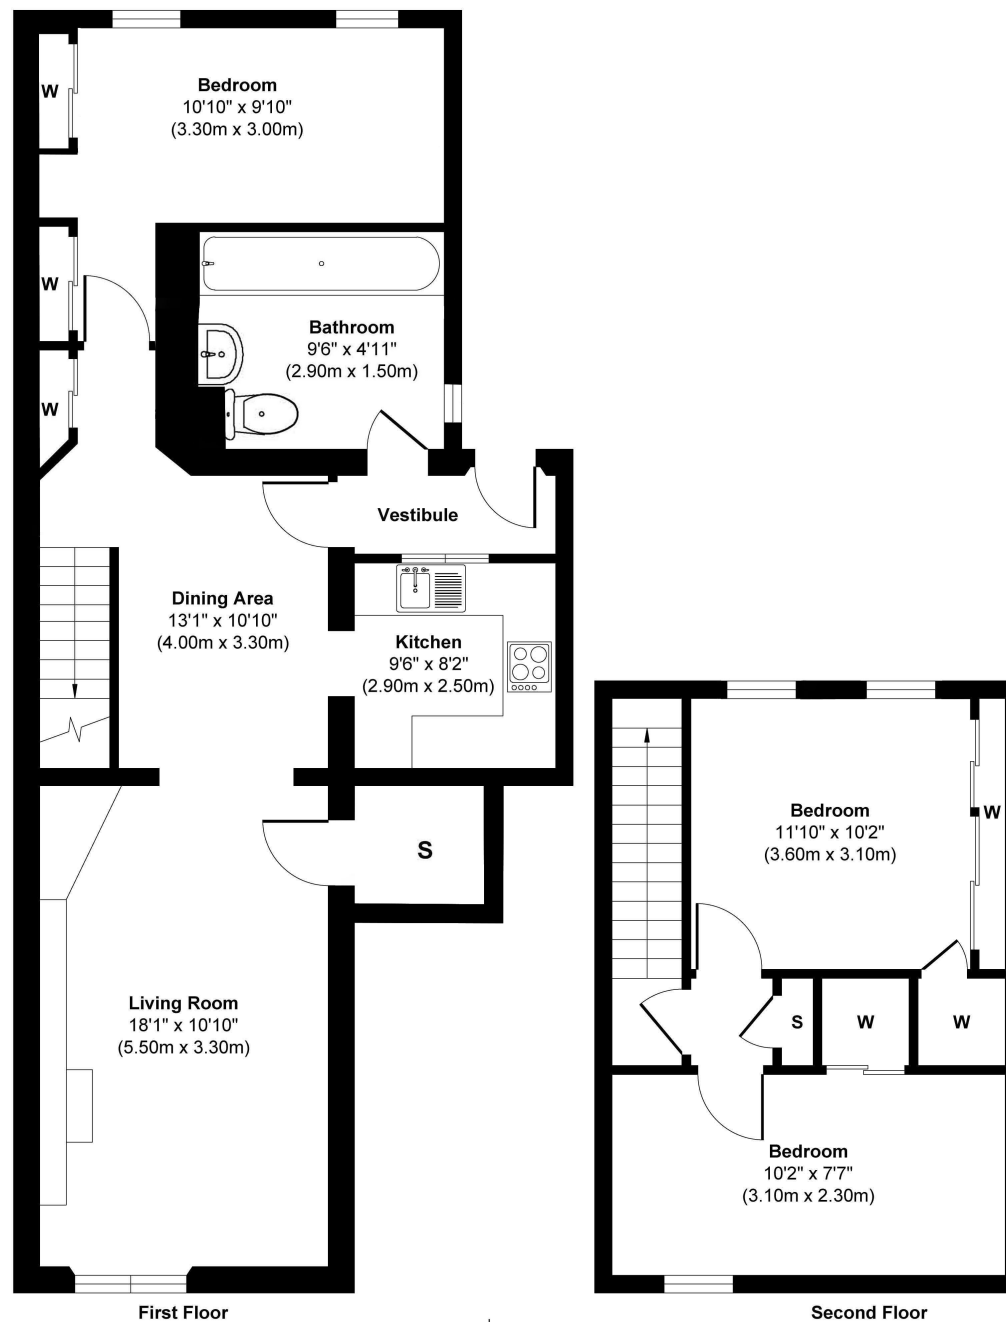 W
Bedroom
10'10" x 9'10"
(3.30m x 3.00m)
W
Bathroom
9'6" x 4'11"
(2.90m x 1.50m)
W
Vestibule
Dining Area
13'1" x 10'10"
(4.00m x 3.30m)
Kitchen
9'6" x 8'2"
(2.90m x 2.50m)
S
Living Room
18'1" x 10'10"
(5.50m x 3.30m)
First Floor
Bedroom
11'10" x 10'2"
(3.60m x 3.10m)
W
S
W
W
Bedroom
10'2" x 7'7"
(3.10m x 2.30m)
Second Floor